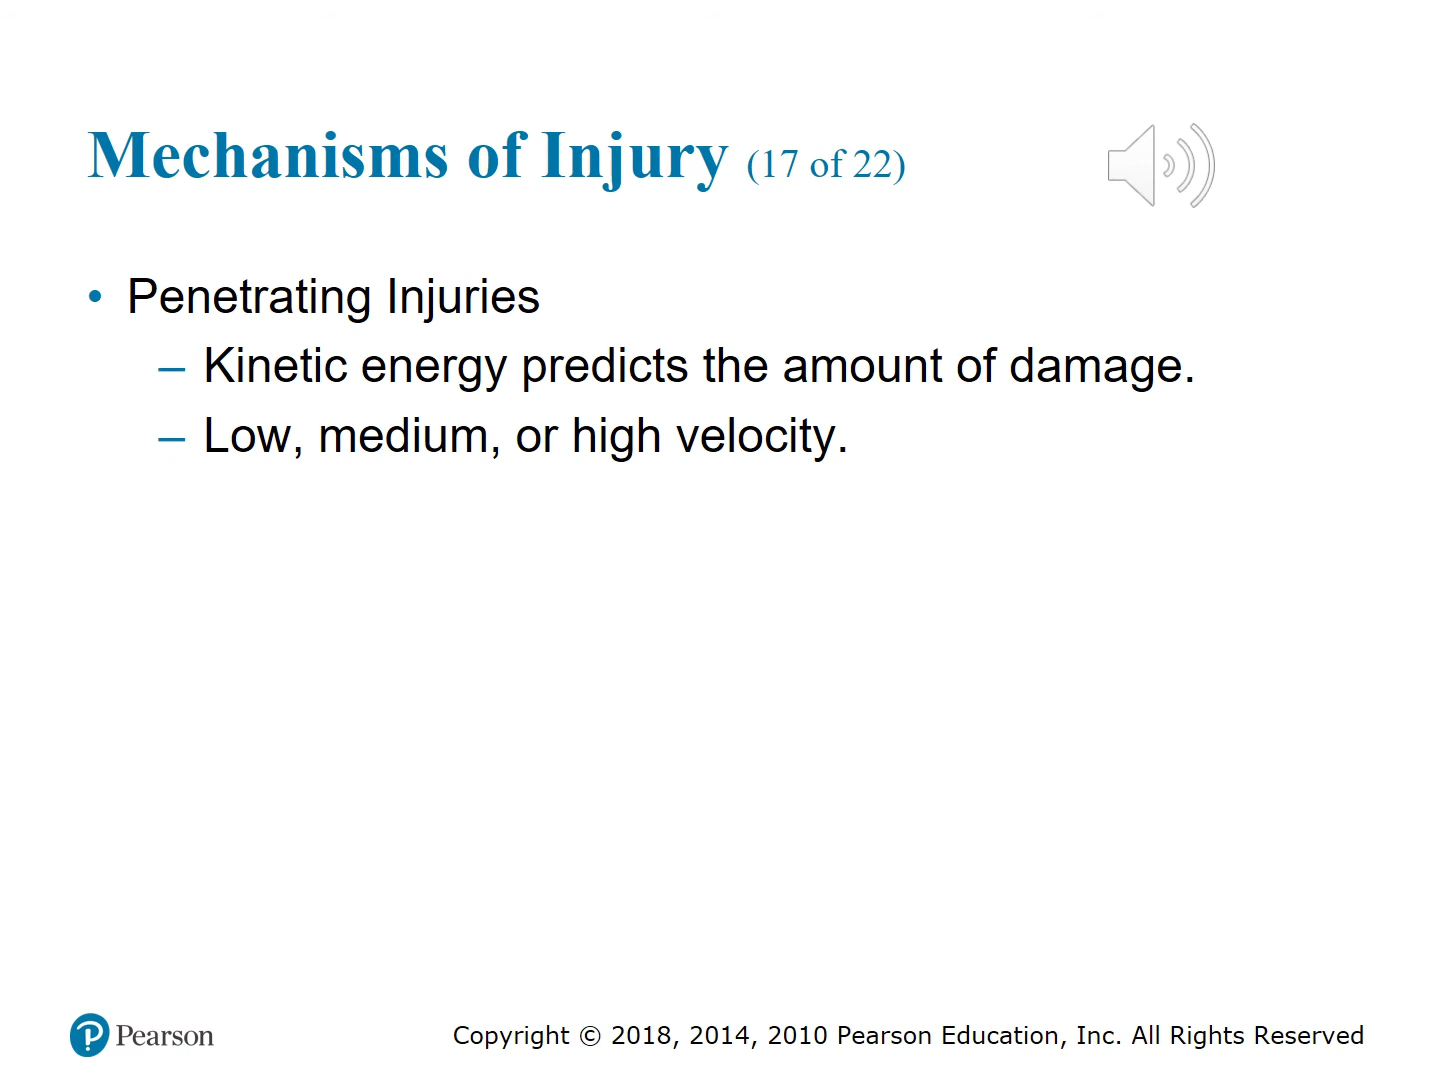 Mechanisms of Injury (17 of 22)
• Penetrating Injuries
– Kinetic energy predicts the amount of damage.
– Low, medium, or high velocity.
Pearson
Copyright © 2018, 2014, 2010 Pearson Education, Inc. All Rights Reserved